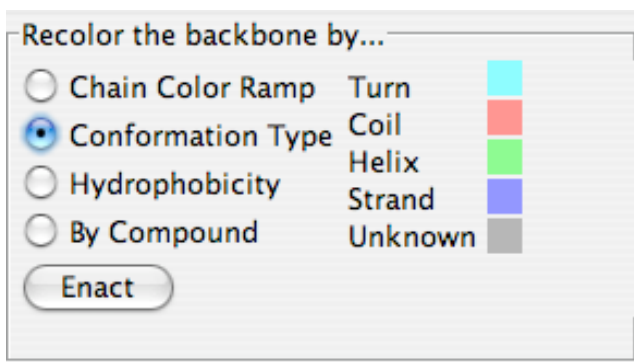 Recolor the backbone by...
Chain Color Ramp
Conformation Type
Hydrophobicity
By Compound
Enact
Turn
Coil
Helix
Strand
Unknown